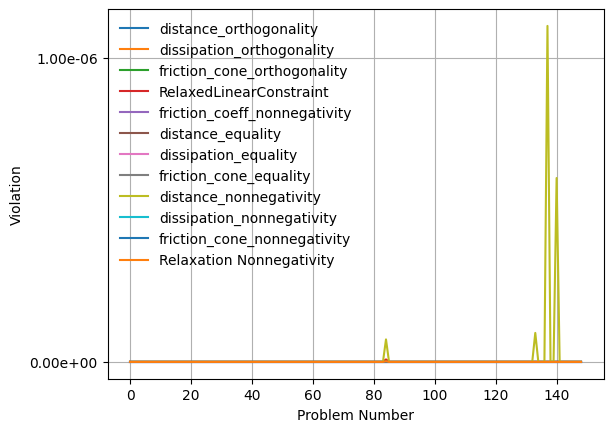 distance_orthogonality
dissipation_orthogonality
friction_cone_orthogonality
RelaxedLinearConstraint
friction_coeff_nonnegativity
distance_equality
dissipation_equality
friction_cone_equality
distance_nonnegativity
dissipation_nonnegativity
friction_cone_nonnegativity
Relaxation Nonnegativity
1.00e-06
0.00e+00
Violation
0 20 40 60 80 100 120 140
Problem Number